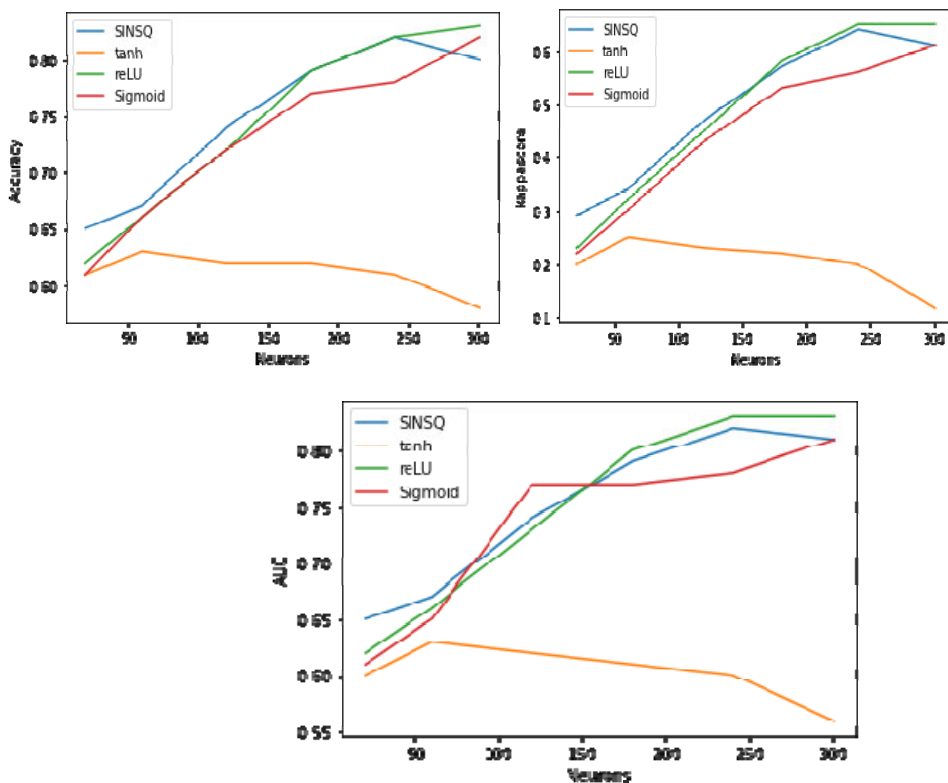 SINSQ
tanh
reLU
Sigmoid
Accuracy
0.80
0.75
0.70
0.65
0.60
90
100
150
200
250
300
Neurons
SINSQ
tanh
reLU
Sigmoid
Kappascore
0.6
0.5
0.4
0.3
0.2
0.1
90
100
150
200
250
300
Neurons
SINSQ
tanh
reLU
Sigmoid
AUC
0.80
0.75
0.70
0.65
0.60
0.55
90
100
150
200
250
300
Neurons